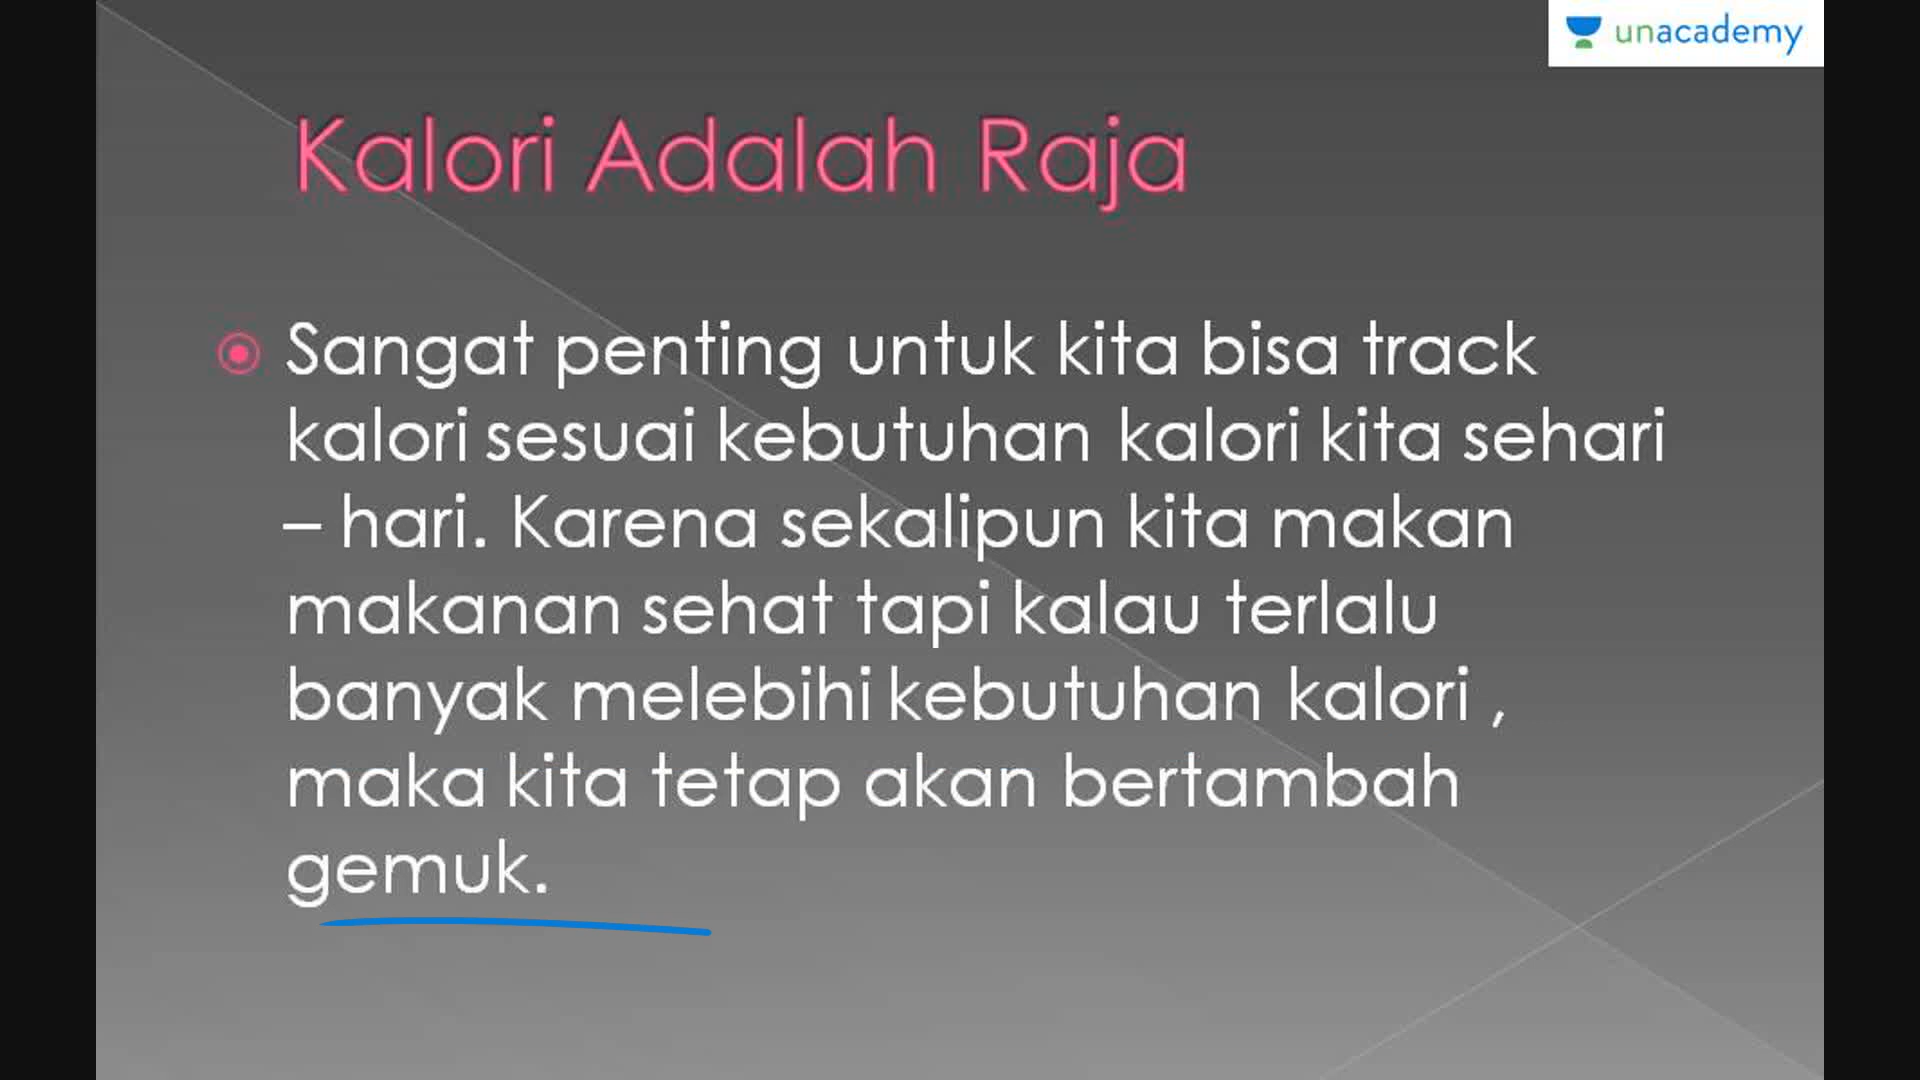 unacademy
Kalori Adalah Raja
Sangat penting untuk kita bisa track
kalori sesuai kebutuhan kalori kita sehari
– hari. Karena sekalipun kita makan
makanan sehat tapi kalau terlalu
banyak melebihi kebutuhan kalori ,
maka kita tetap akan bertambah
gemuk.